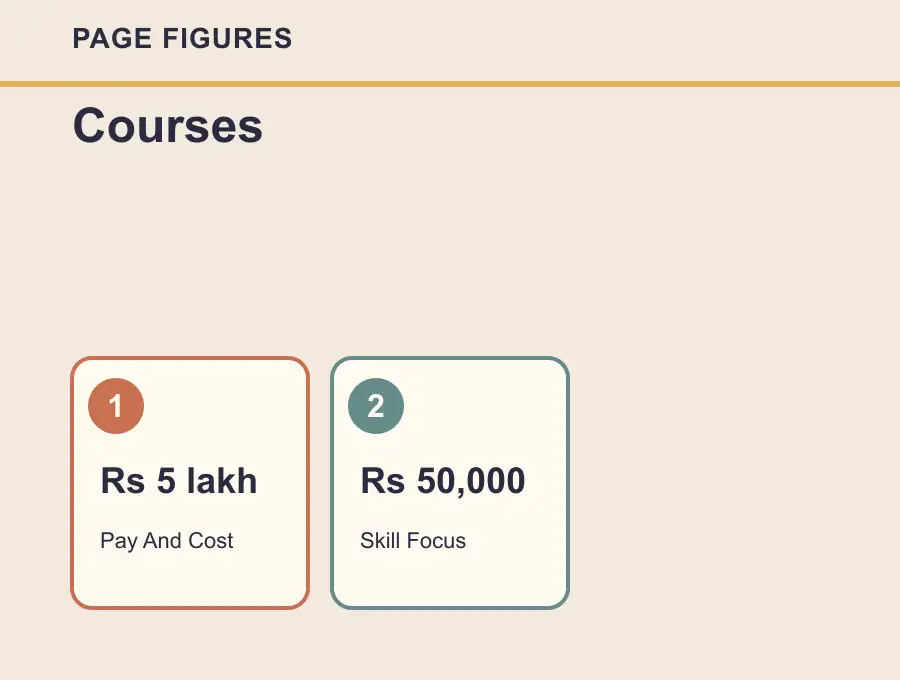 PAGE FIGURES
Courses
1
Rs 5 lakh
Pay And Cost
2
Rs 50,000
Skill Focus